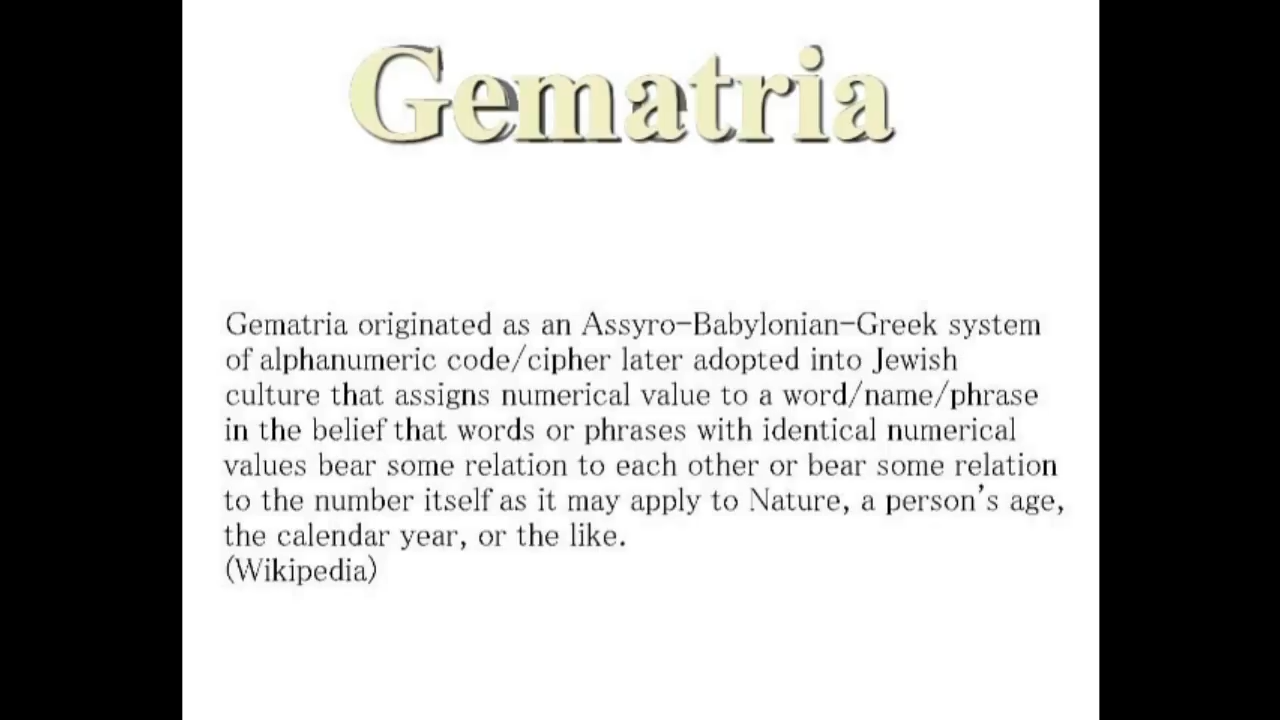 Gematria
Gematria originated as an Assyro-Babylonian-Greek system
of alphanumeric code/cipher later adopted into Jewish
culture that assigns numerical value to a word/name/phrase
in the belief that words or phrases with identical numerical
values bear some relation to each other or bear some relation
to the number itself as it may apply to Nature, a person's age,
the calendar year, or the like.
(Wikipedia)